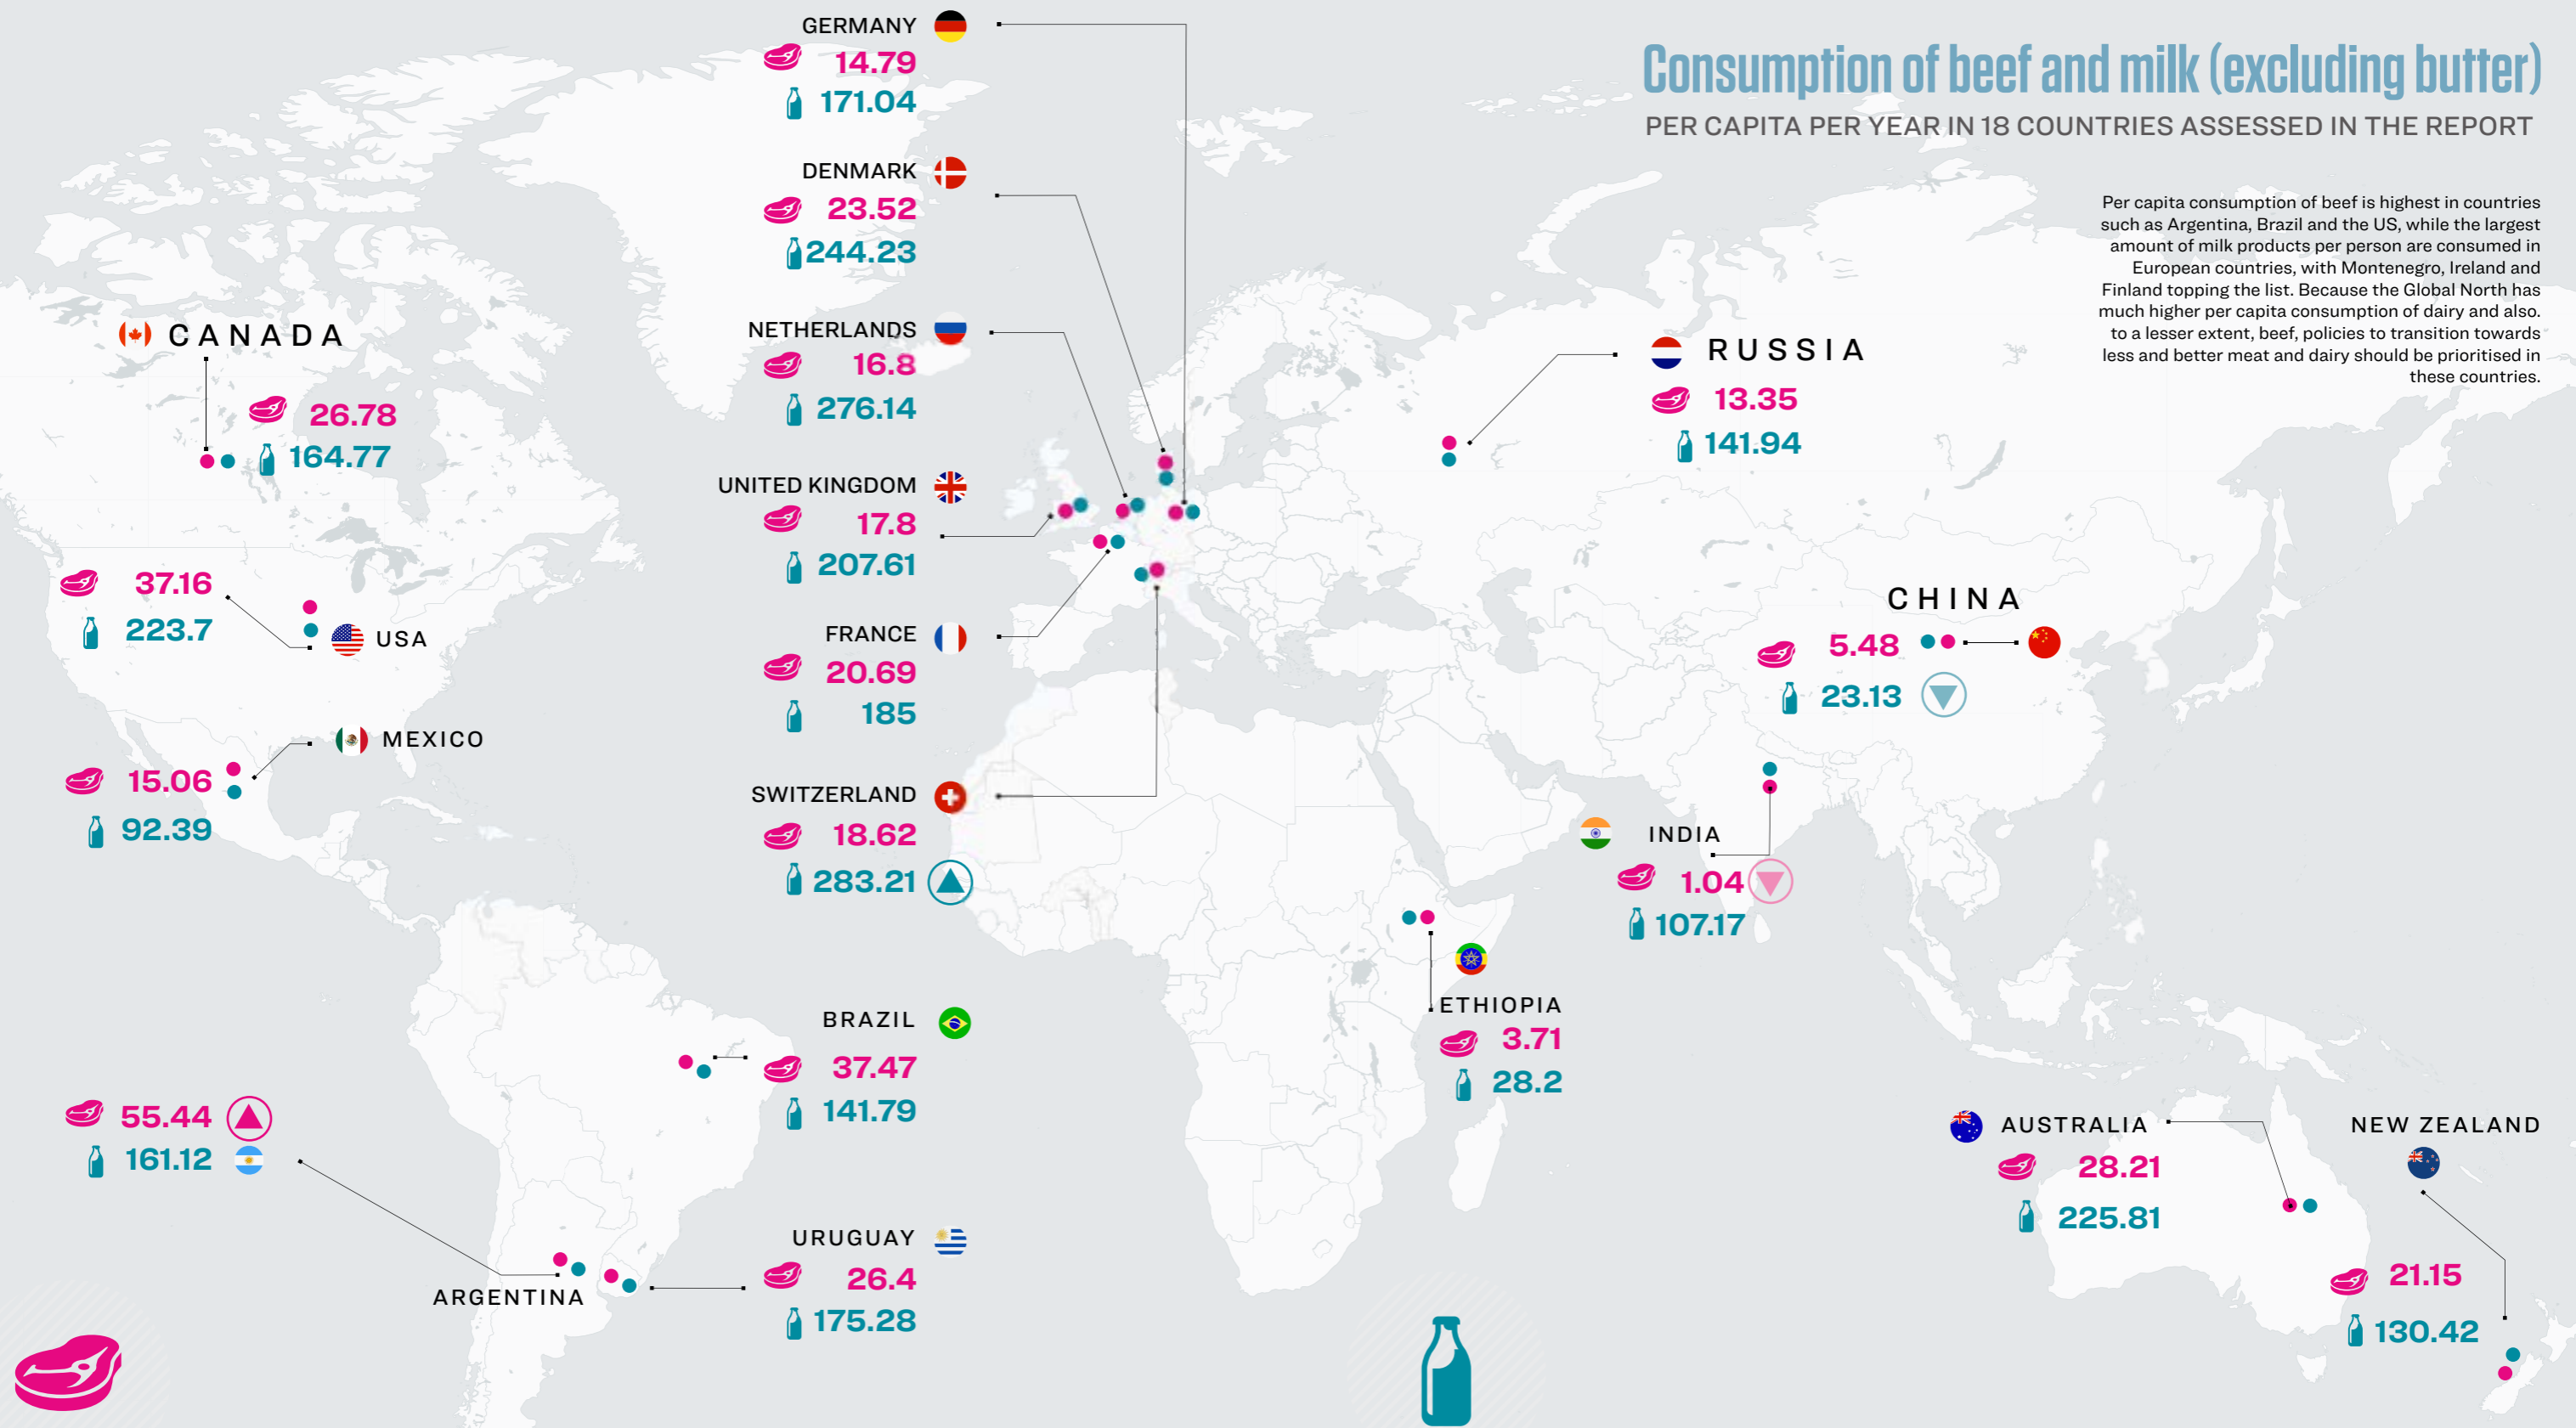 Consumption of beef and milk (excluding butter)
PER CAPITA PER YEAR IN 18 COUNTRIES ASSESSED IN THE REPORT
Per capita consumption of beef is highest in countries
such as Argentina, Brazil and the US, while the largest
amount of milk products per person are consumed in
European countries, with Montenegro, Ireland and
Finland topping the list. Because the Global North has
much higher per capita consumption of dairy and also.
to a lesser extent, beef, policies to transition towards
less and better meat and dairy should be prioritised in
these countries.
GERMANY
14.79
171.04
DENMARK
23.52
244.23
NETHERLANDS
16.8
276.14
UNITED KINGDOM
17.8
207.61
FRANCE
20.69
185
SWITZERLAND
18.62
283.21
CANADA
26.78
164.77
37.16
223.7
USA
MEXICO
15.06
92.39
BRAZIL
37.47
141.79
55.44
161.12
ARGENTINA
URUGUAY
26.4
175.28
RUSSIA
13.35
141.94
CHINA
5.48
23.13
INDIA
1.04
107.17
ETHIOPIA
3.71
28.2
AUSTRALIA
28.21
225.81
NEW ZEALAND
21.15
130.42